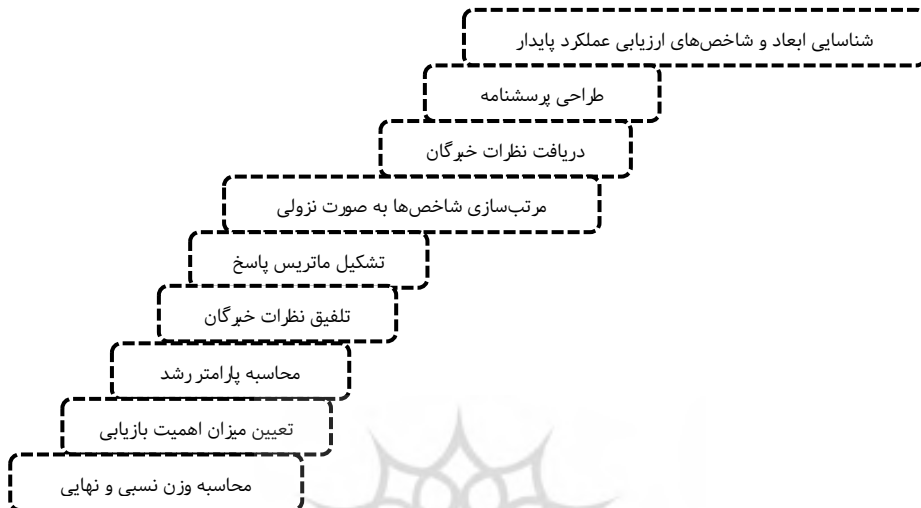 شناسایی ابعاد و شاخص‌های ارزیابی عملکرد پایدار
طراحی پرسشنامه
دریافت نظرات خبرگان
مرتب‌سازی شاخص‌ها به صورت نزولی
تشکیل ماتریس پاسخ
تلفیق نظرات خبرگان
محاسبه پارامتر رشد
تعیین میزان اهمیت بازیابی
محاسبه وزن نسبی و نهایی